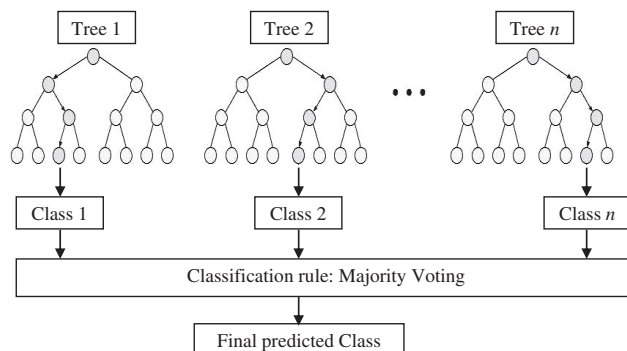 Tree 1 Tree 2 Tree n
Class 1 Class 2 Class n
Classification rule: Majority Voting
Final predicted Class